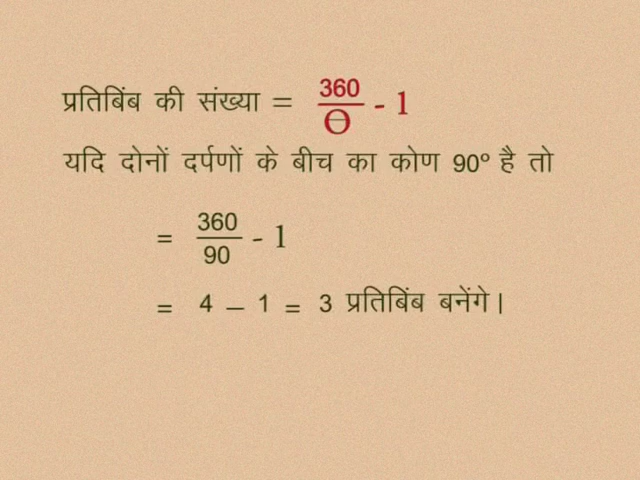 प्रतिबिंब की संख्या = 360/Θ - 1
यदि दोनों दर्पणों के बीच का कोण 90° है तो
= 360/90 - 1
= 4 – 1 = 3 प्रतिबिंब बनेंगे।